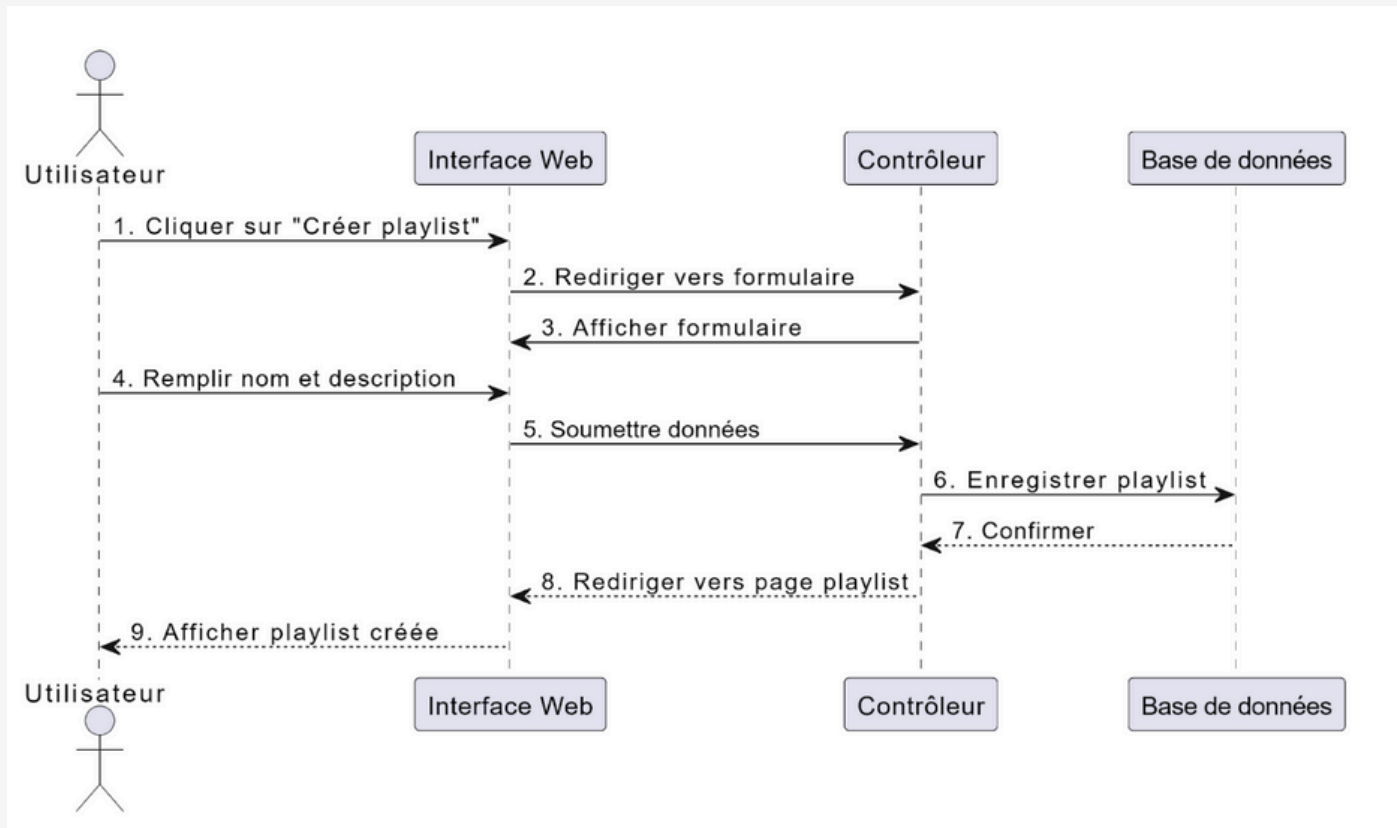 Utilisateur
Interface Web
Contrôleur
Base de données
1. Cliquer sur "Créer playlist"
2. Rediriger vers formulaire
3. Afficher formulaire
4. Remplir nom et description
5. Soumettre données
6. Enregistrer playlist
7. Confirmer
8. Rediriger vers page playlist
9. Afficher playlist créée
Utilisateur
Interface Web
Contrôleur
Base de données